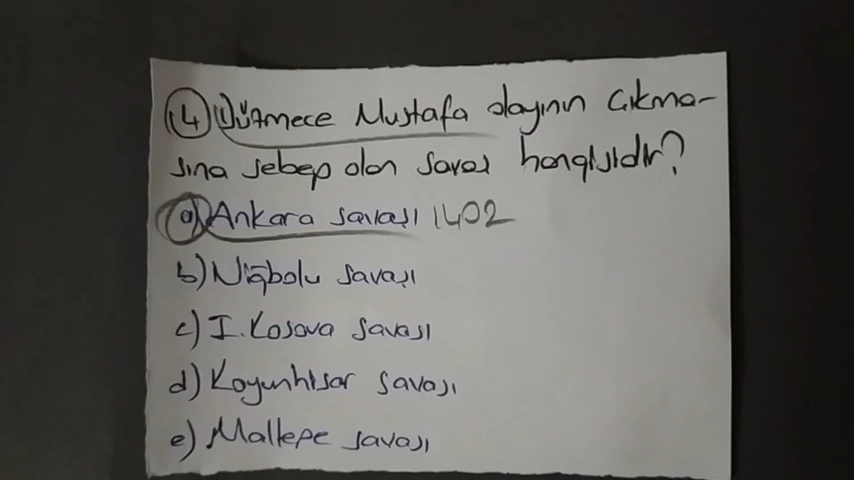 14) Düzmece Mustafa olayının çıkma-
sına sebep olan savaş hangisidir?
a) Ankara savaşı 1402
b) Niğbolu savaşı
c) I. Kosova savaşı
d) Koyunhisar savaşı
e) Maltepe savaşı